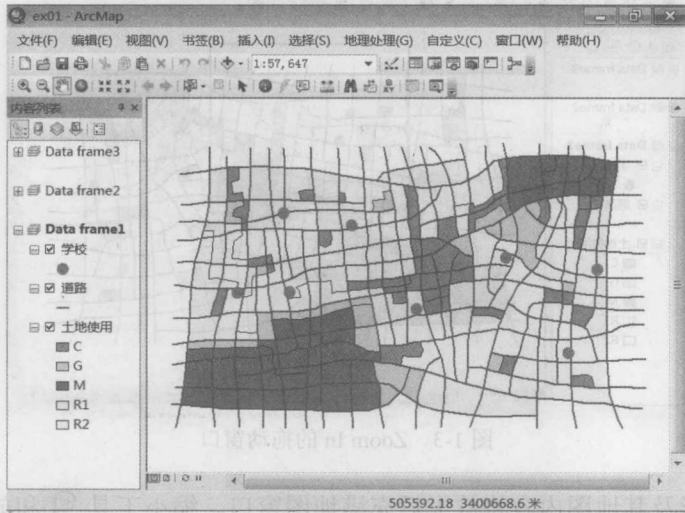 ex01 - ArcMap
文件(F) 编辑(E) 视图(V) 书签(B) 插入(I) 选择(S) 地理处理(G) 自定义(C) 窗口(W) 帮助(H)
1:57,647
内容列表
Data frame3
Data frame2
Data frame1
学校
道路
土地使用
C
G
M
R1
R2
505592.18 3400668.6 米